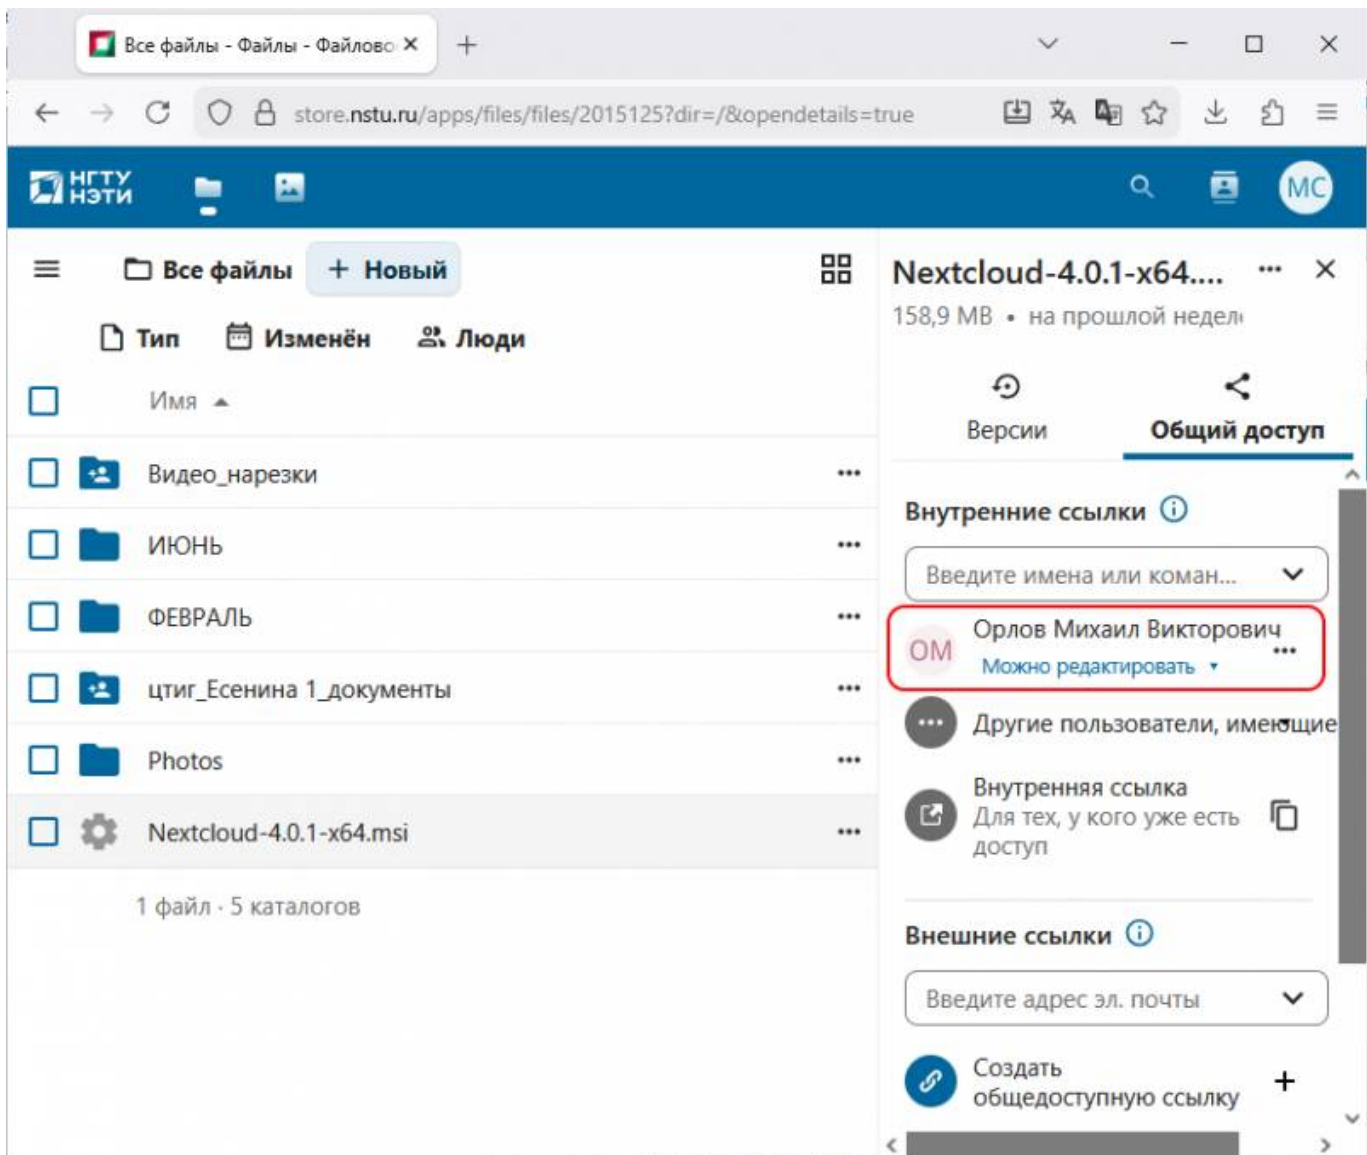 Все файлы - Файлы - Файлово
store.nstu.ru/apps/files/files/2015125?dir=/&opendetails=true
НГТУ
НЭТИ
МС
Все файлы
+ Новый
Тип
Изменён
Люди
Имя
Видео_нарезки
ИЮНЬ
ФЕВРАЛЬ
цтиг_Есенина 1_документы
Photos
Nextcloud-4.0.1-x64.msi
1 файл · 5 каталогов
Nextcloud-4.0.1-x64....
158,9 MB • на прошлой недел
Версии
Общий доступ
Внутренние ссылки
Введите имена или коман...
ОМ
Орлов Михаил Викторович
Можно редактировать
Другие пользователи, имеющие
Внутренняя ссылка
Для тех, у кого уже есть
доступ
Внешние ссылки
Введите адрес эл. почты
Создать
общедоступную ссылку